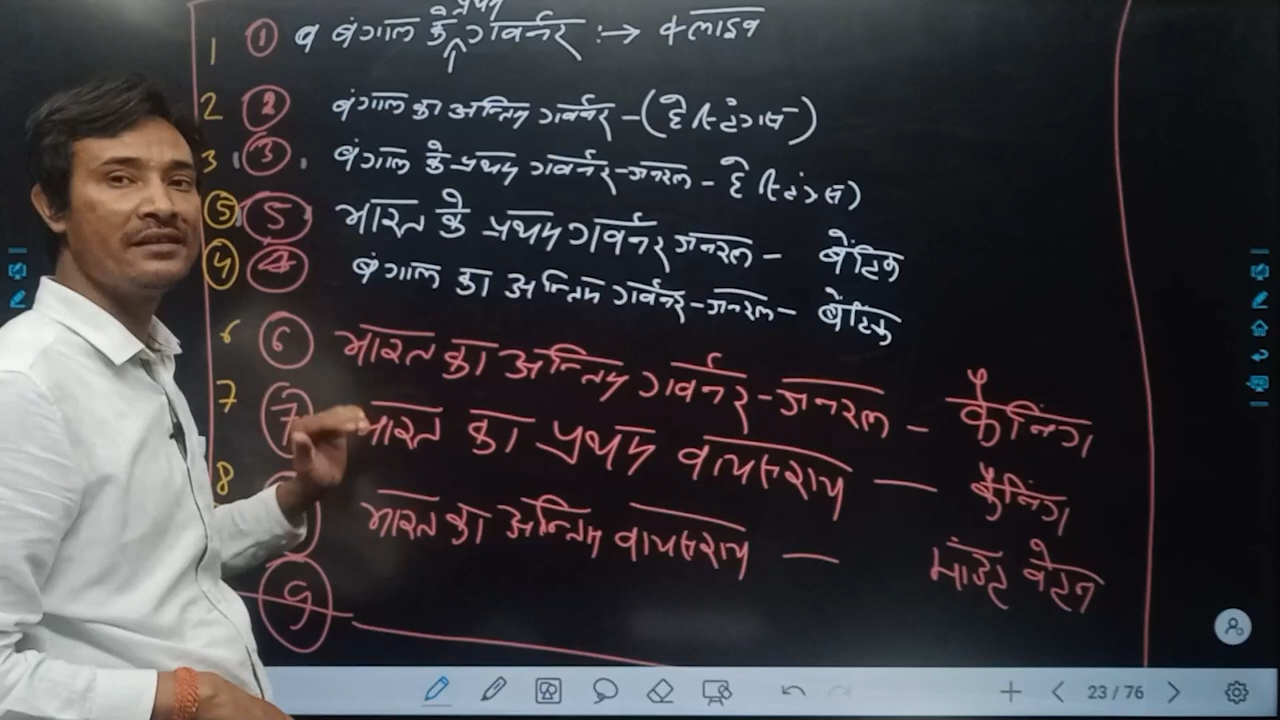 1 ① व बंगाल के प्रथम गवर्नर :→ क्लाइव
2 ② बंगाल का अन्तिम गवर्नर - (हेस्टिंग्स)
3 ③ बंगाल के प्रथम गवर्नर-जनरल - हेस्टिंग्स)
⑤ ⑤ भारत के प्रथम गवर्नर जनरल - बेंटिक
④ ④ बंगाल का अन्तिम गवर्नर-जनरल - बेंटिक
6 ⑥ भारत का अन्तिम गवर्नर-जनरल - कैनिंग
7 ⑦ भारत का प्रथम वायसराय - कैनिंग
8 भारत का अन्तिम वायसराय - माउंट वेटन
⑨
23 / 76